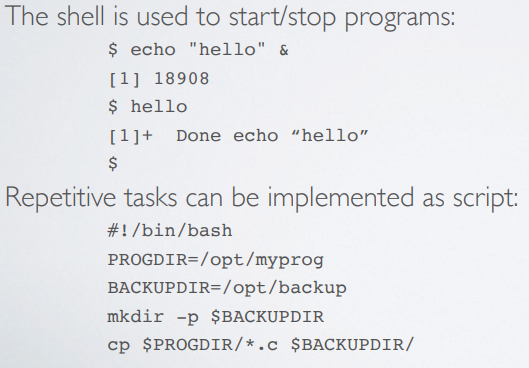 The shell is used to start/stop programs:
$ echo "hello" &
[1] 18908
$ hello
[1]+  Done echo “hello”
$
Repetitive tasks can be implemented as script:
#!/bin/bash
PROGDIR=/opt/myprog
BACKUPDIR=/opt/backup
mkdir -p $BACKUPDIR
cp $PROGDIR/*.c $BACKUPDIR/